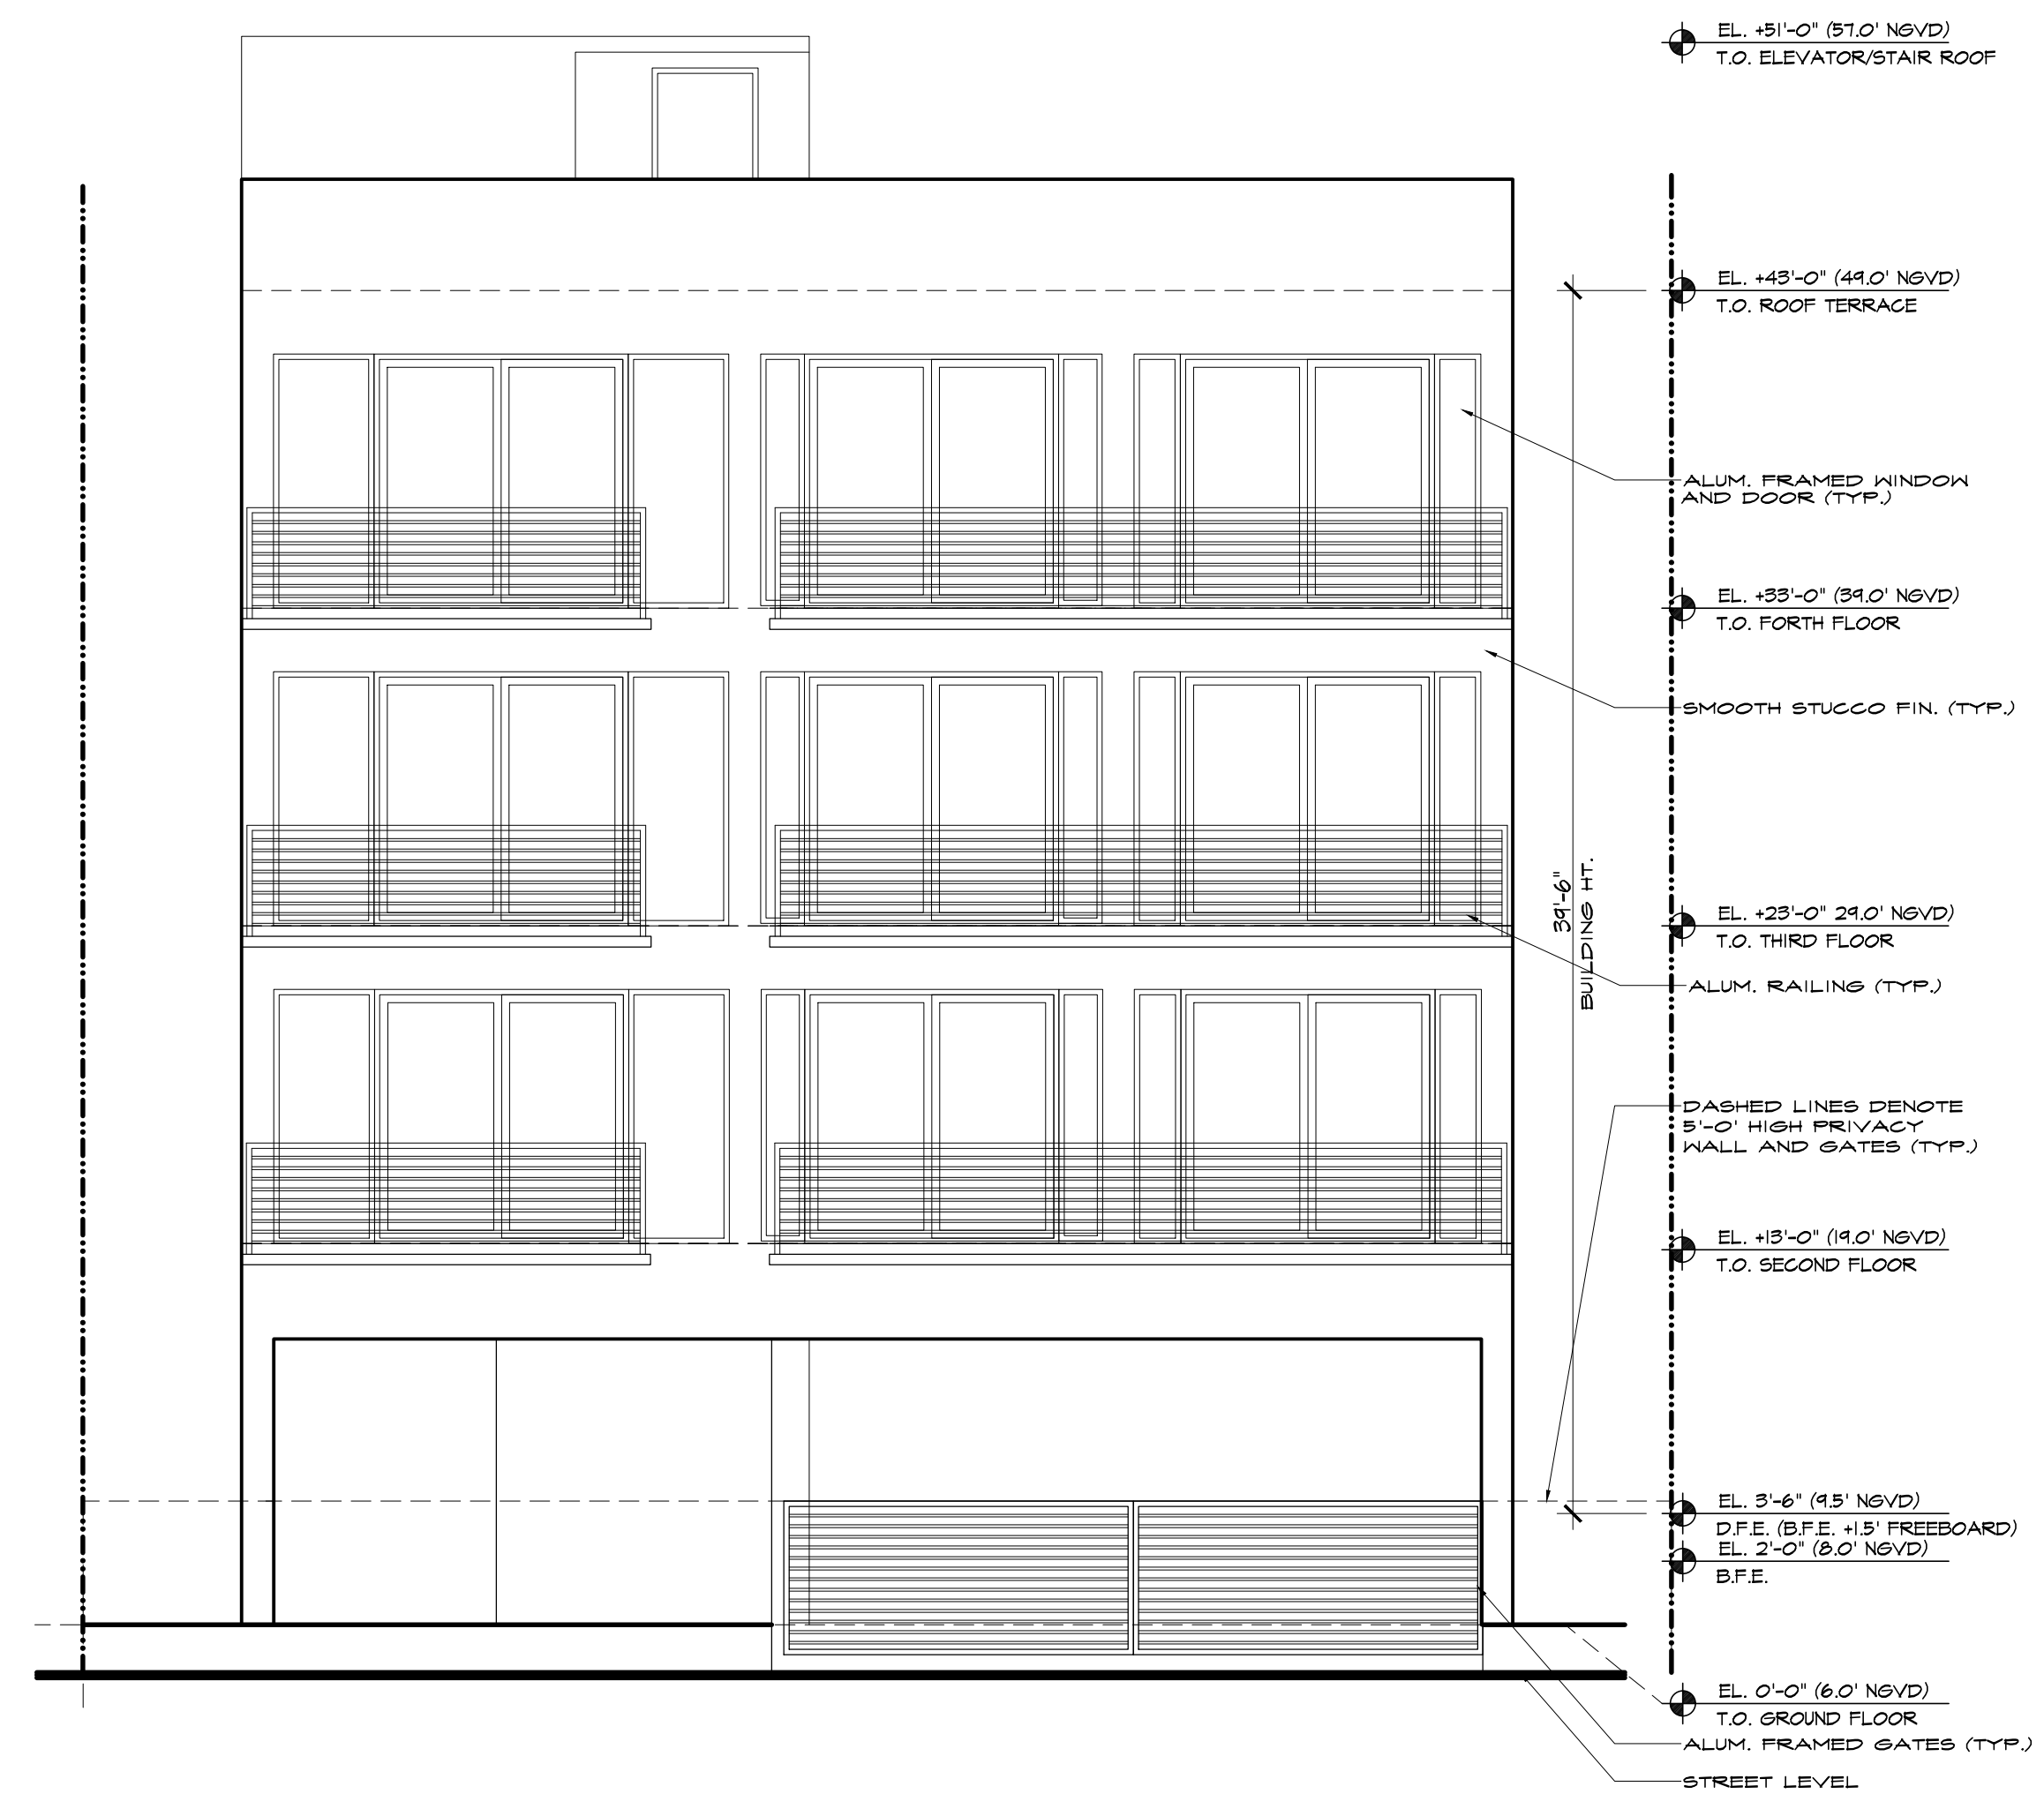 EL. +51'-0" (57.0' NGVD)
T.O. ELEVATOR/STAIR ROOF
EL. +43'-0" (49.0' NGVD)
T.O. ROOF TERRACE
ALUM. FRAMED WINDOW
AND DOOR (TYP.)
EL. +33'-0" (39.0' NGVD)
T.O. FORTH FLOOR
SMOOTH STUCCO FIN. (TYP.)
39'-6"
BUILDING HT.
EL. +23'-0" 29.0' NGVD)
T.O. THIRD FLOOR
ALUM. RAILING (TYP.)
DASHED LINES DENOTE
5'-0' HIGH PRIVACY
WALL AND GATES (TYP.)
EL. +13'-0" (19.0' NGVD)
T.O. SECOND FLOOR
EL. 3'-6" (9.5' NGVD)
D.F.E. (B.F.E. +1.5' FREEBOARD)
EL. 2'-0" (8.0' NGVD)
B.F.E.
EL. 0'-0" (6.0' NGVD)
T.O. GROUND FLOOR
ALUM. FRAMED GATES (TYP.)
STREET LEVEL